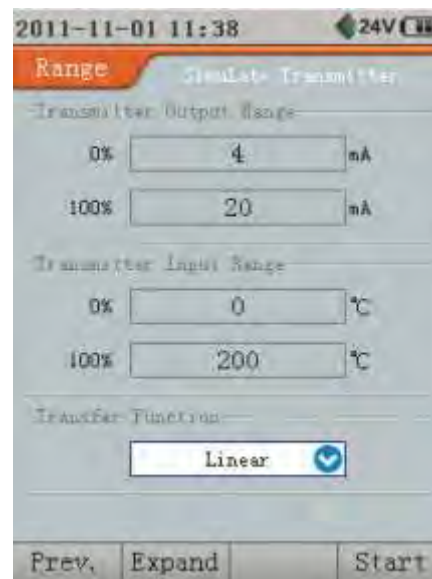 2011-11-01 11:38 24V
Range Simulate Transmitter
Transmitter Output Range
0% 4 mA
100% 20 mA
Transmitter Input Range
0% 0 ℃
100% 200 ℃
Transfer Function
Linear
Prev. Expand Start